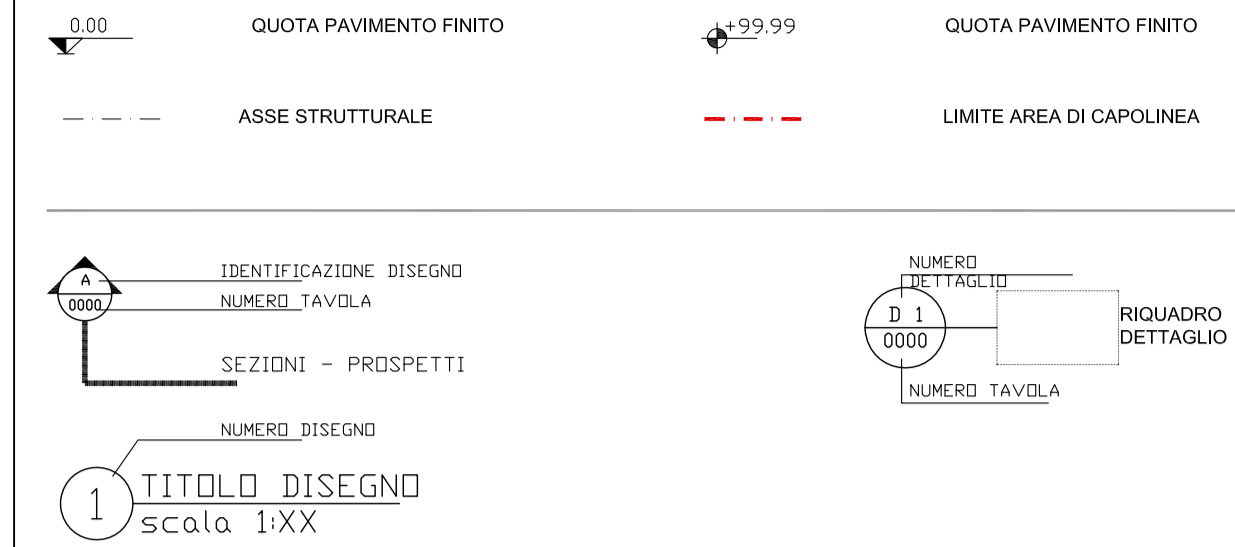 0.00
QUOTA PAVIMENTO FINITO
+99.99
QUOTA PAVIMENTO FINITO
ASSE STRUTTURALE
LIMITE AREA DI CAPOLINEA
A
0000
IDENTIFICAZIONE DISEGNO
NUMERO TAVOLA
SEZIONI - PROSPETTI
NUMERO
DETTAGLIO
D 1
0000
RIQUADRO
DETTAGLIO
NUMERO TAVOLA
NUMERO DISEGNO
1
TITOLO DISEGNO
scala 1:XX